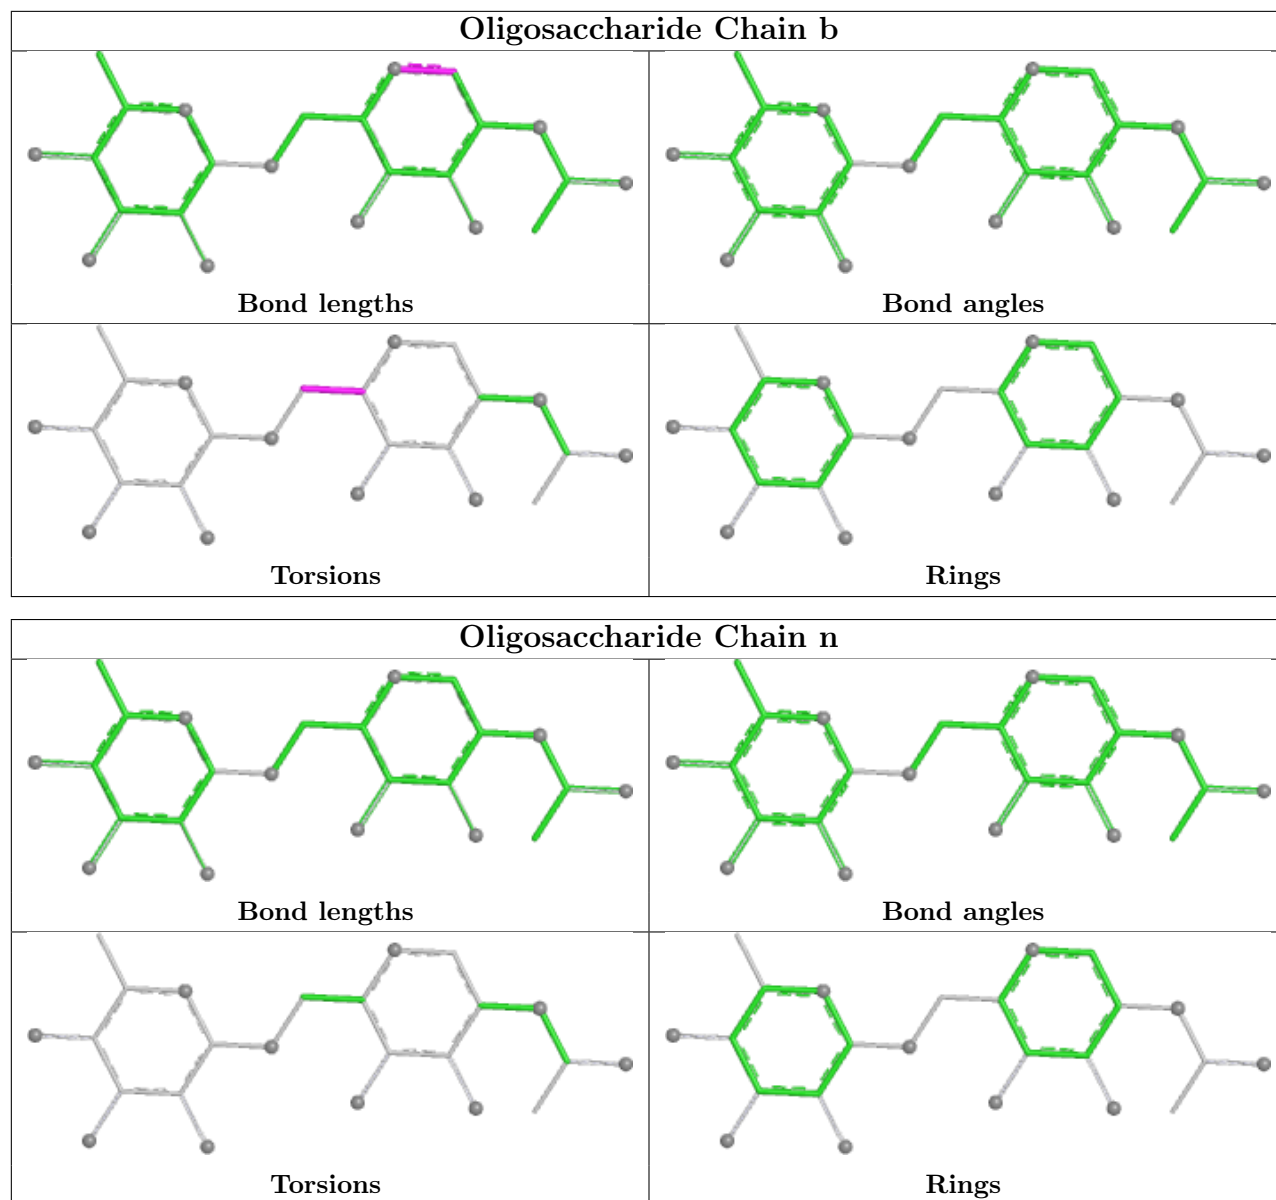 Oligosaccharide Chain b
Bond lengths
Bond angles
Torsions
Rings
Oligosaccharide Chain n
Bond lengths
Bond angles
Torsions
Rings